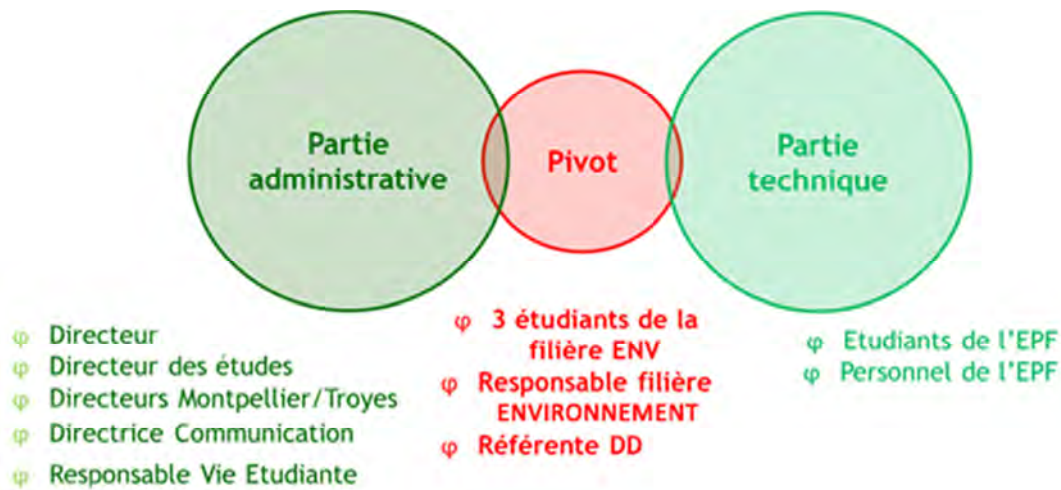 Partie
administrative
Pivot
Partie
technique
φ Directeur
φ Directeur des études
φ Directeurs Montpellier/Troyes
φ Directrice Communication
φ Responsable Vie Etudiante
φ 3 étudiants de la
filière ENV
φ Responsable filière
ENVIRONNEMENT
φ Référente DD
φ Etudiants de l'EPF
φ Personnel de l'EPF